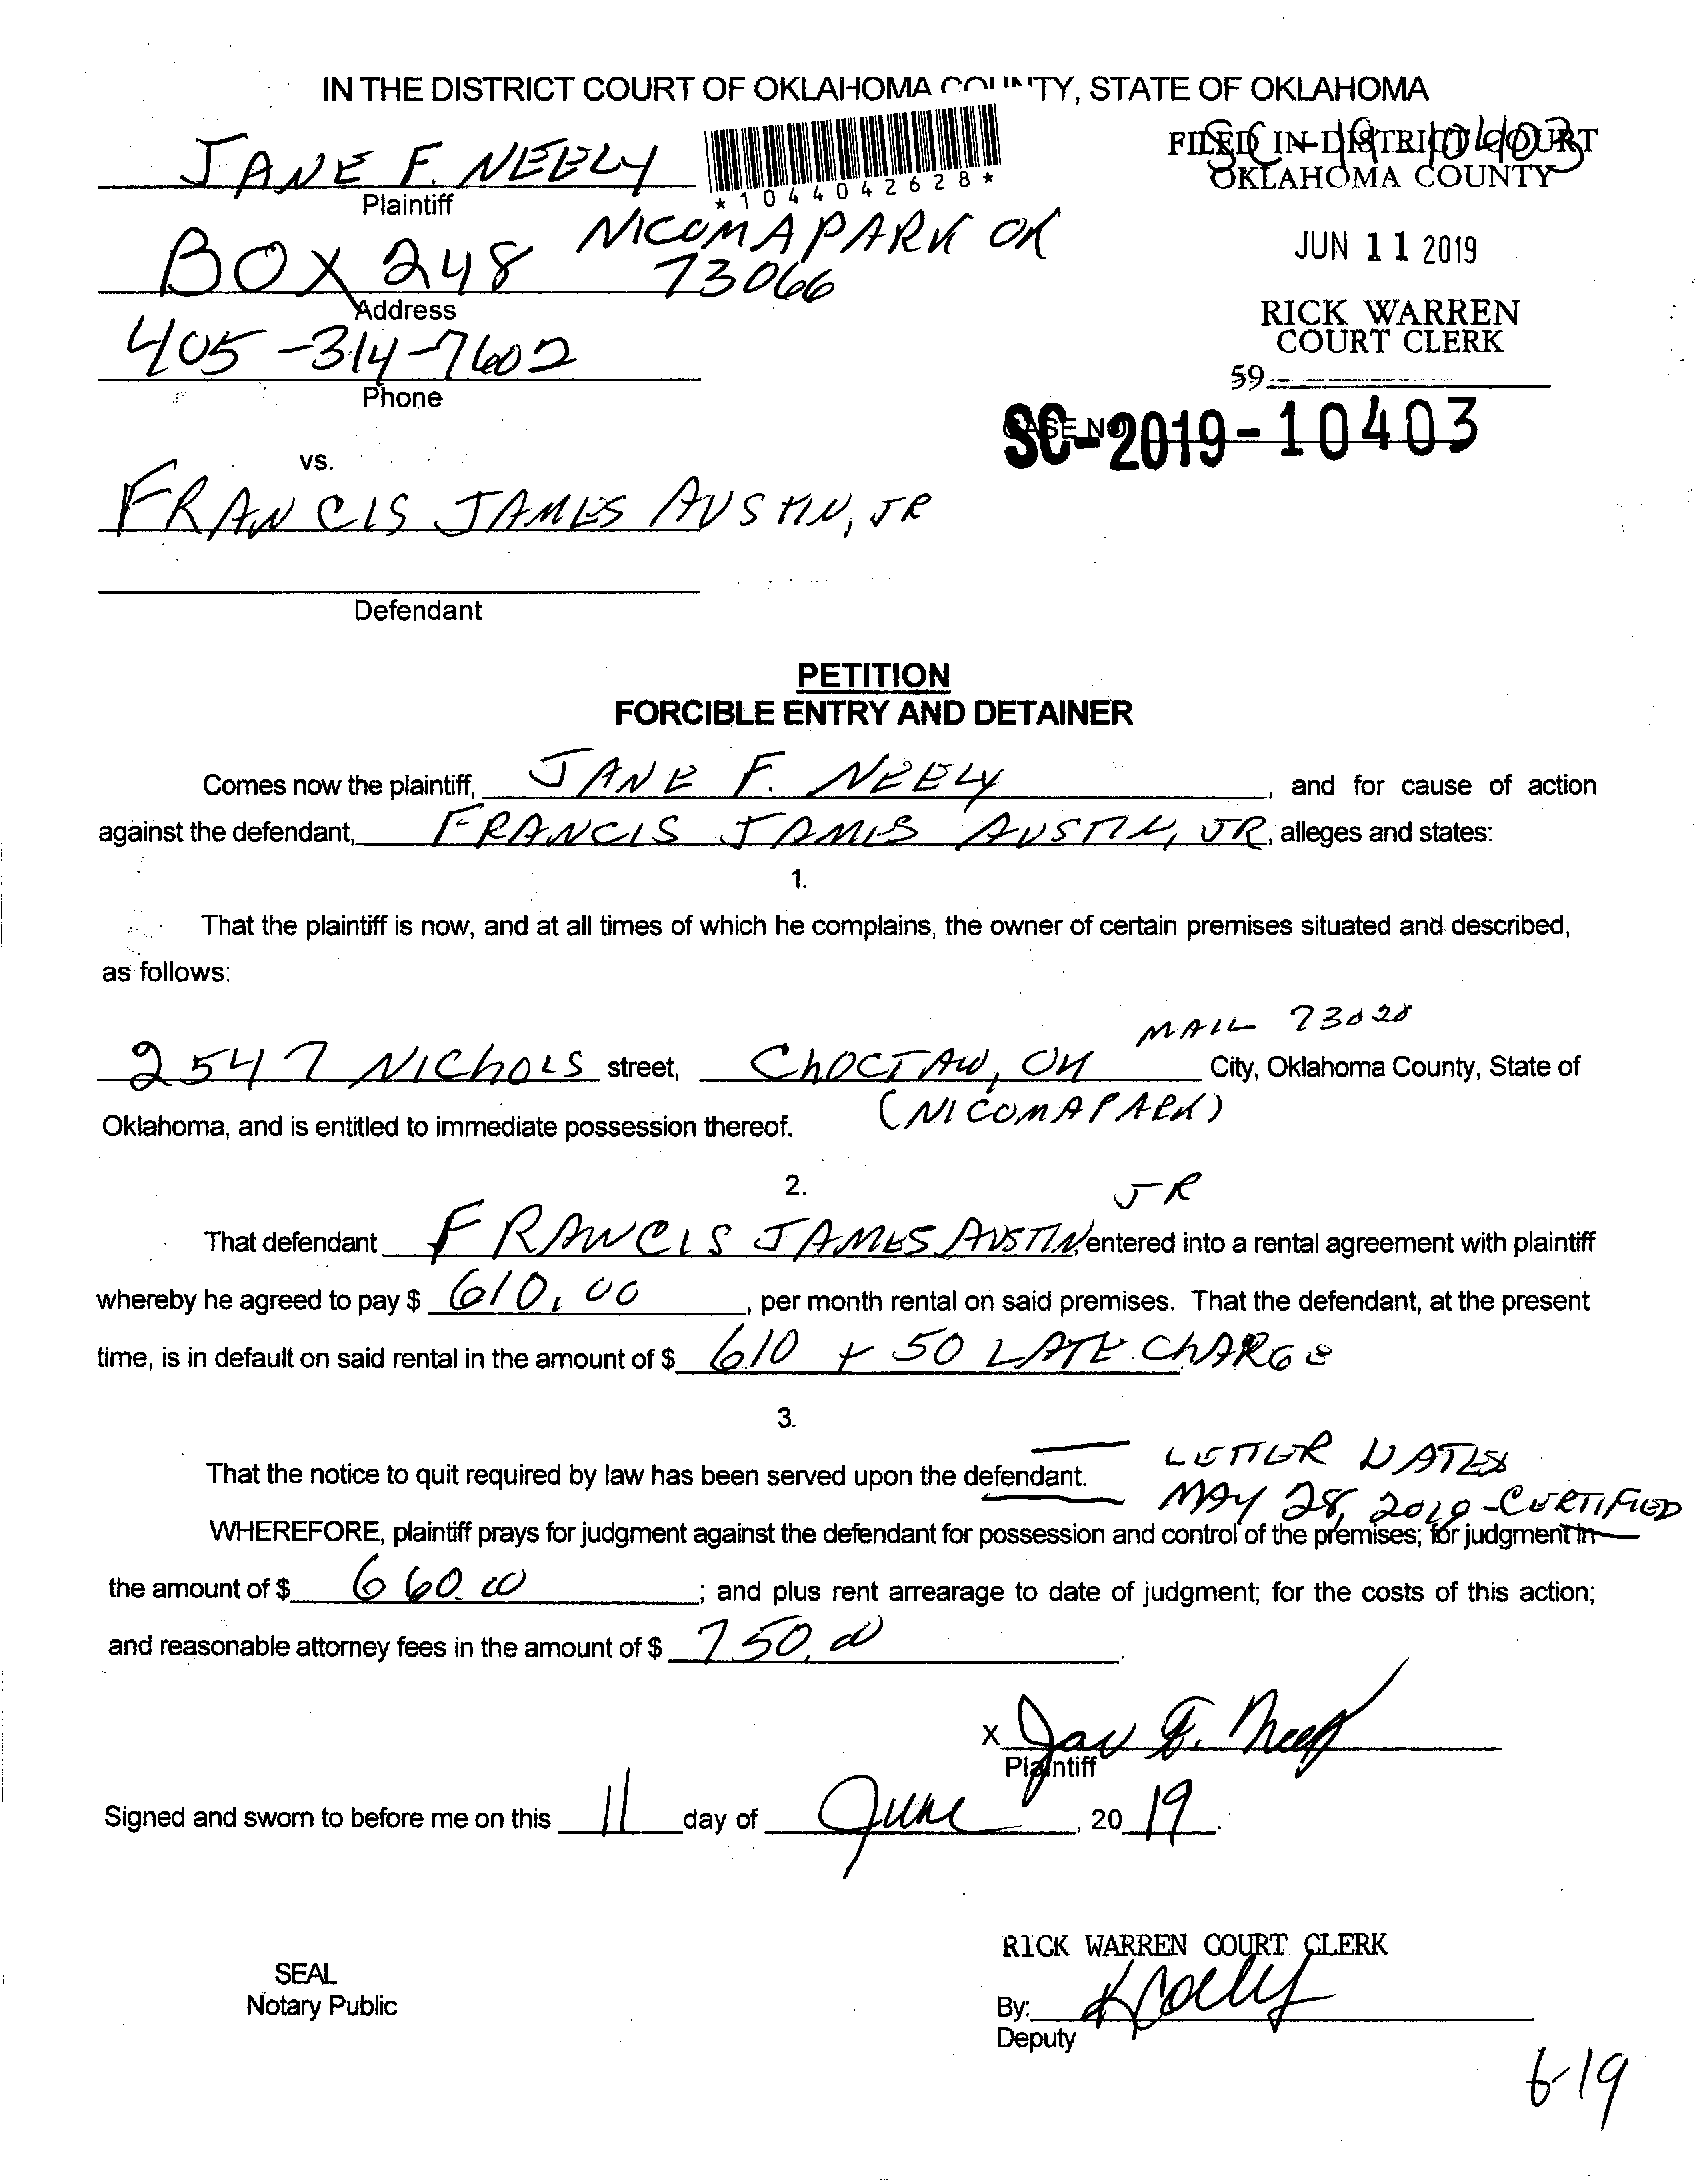 IN THE DISTRICT COURT OF OKLAHOMA COUNTY, STATE OF OKLAHOMA
JANE F. NEELY
Plaintiff
*1044042628*
FILED IN DISTRICT COURT
OKLAHOMA COUNTY
SC-19-10403
BOX 248 NICOMA PARK OK
73066
Address
JUN 11 2019
RICK WARREN
COURT CLERK
405-314-7602
Phone
59
CASE NO
SC-2019-10403
vs.
FRANCIS JAMES AUSTIN, JR
Defendant
PETITION
FORCIBLE ENTRY AND DETAINER
Comes now the plaintiff, JANE F. NEELY, and for cause of action
against the defendant, FRANCIS JAMES AUSTIN, JR, alleges and states:
1.
That the plaintiff is now, and at all times of which he complains, the owner of certain premises situated and described,
as follows:
MAIL 73020
2547 NIChOLS street, ChOCTAW, OK City, Oklahoma County, State of
(NICOMA PARK)
Oklahoma, and is entitled to immediate possession thereof.
2.
JR
That defendant FRANCIS JAMES AUSTIN, entered into a rental agreement with plaintiff
whereby he agreed to pay $ 610.00, per month rental on said premises. That the defendant, at the present
time, is in default on said rental in the amount of $ 610 + 50 LATE ChARGE
3.
That the notice to quit required by law has been served upon the defendant. — LETTER DATED
MAY 28, 2019 - CERTIFIED
WHEREFORE, plaintiff prays for judgment against the defendant for possession and control of the premises; for judgment in
the amount of $ 660.00; and plus rent arrearage to date of judgment; for the costs of this action;
and reasonable attorney fees in the amount of $ 750.00.
X Jane F. Neely
Plaintiff
Signed and sworn to before me on this 11 day of June, 2019.
RICK WARREN COURT CLERK
SEAL
Notary Public
By:
Deputy
6-19